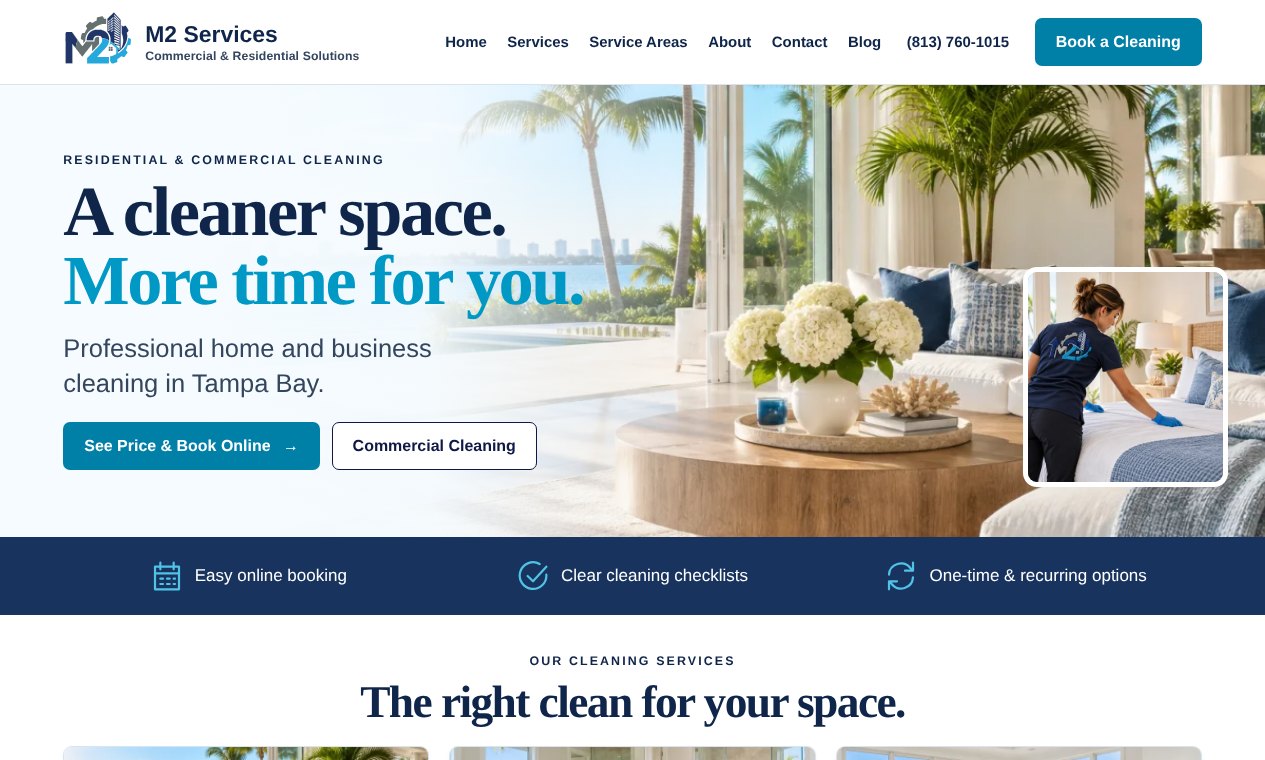 M2
M2 Services
Commercial & Residential Solutions
Home
Services
Service Areas
About
Contact
Blog
(813) 760-1015
Book a Cleaning
RESIDENTIAL & COMMERCIAL CLEANING
A cleaner space.
More time for you.
Professional home and business
cleaning in Tampa Bay.
See Price & Book Online →
Commercial Cleaning
Easy online booking
Clear cleaning checklists
One-time & recurring options
OUR CLEANING SERVICES
The right clean for your space.